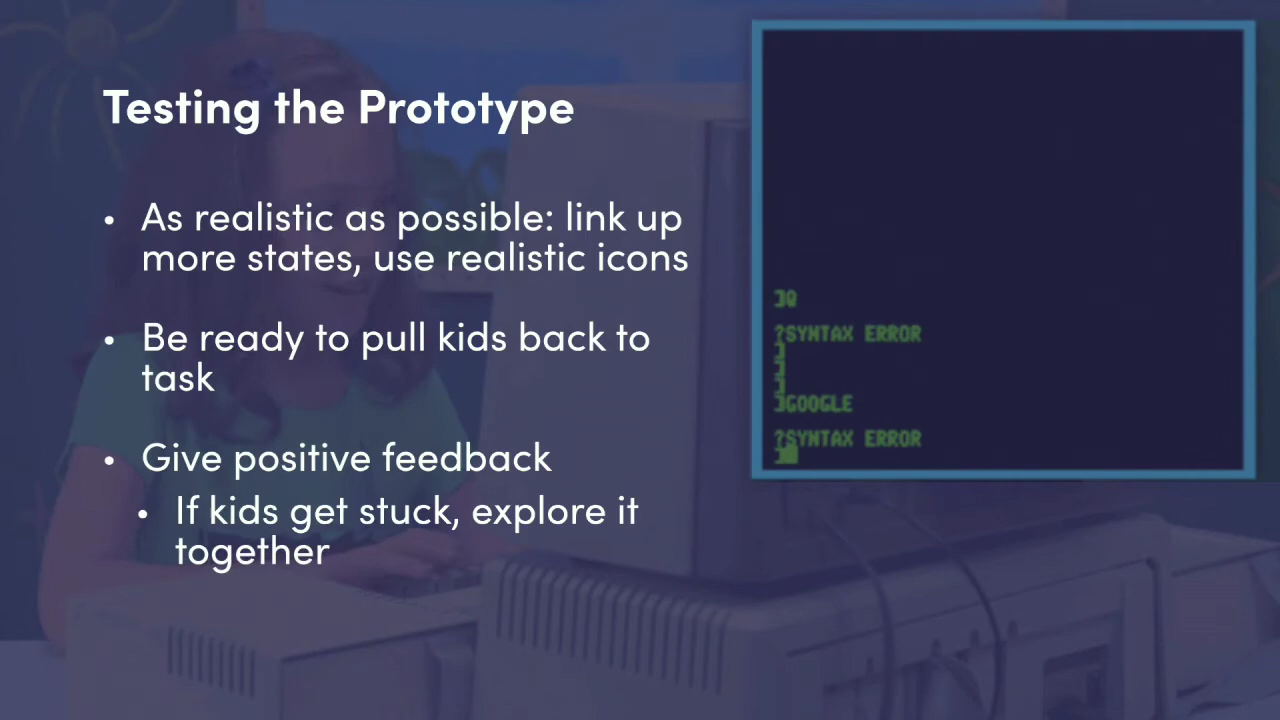 Testing the Prototype
• As realistic as possible: link up
more states, use realistic icons
• Be ready to pull kids back to
task
• Give positive feedback
• If kids get stuck, explore it
together
]@
?SYNTAX ERROR
]
]
]
]GOOGLE
?SYNTAX ERROR
]